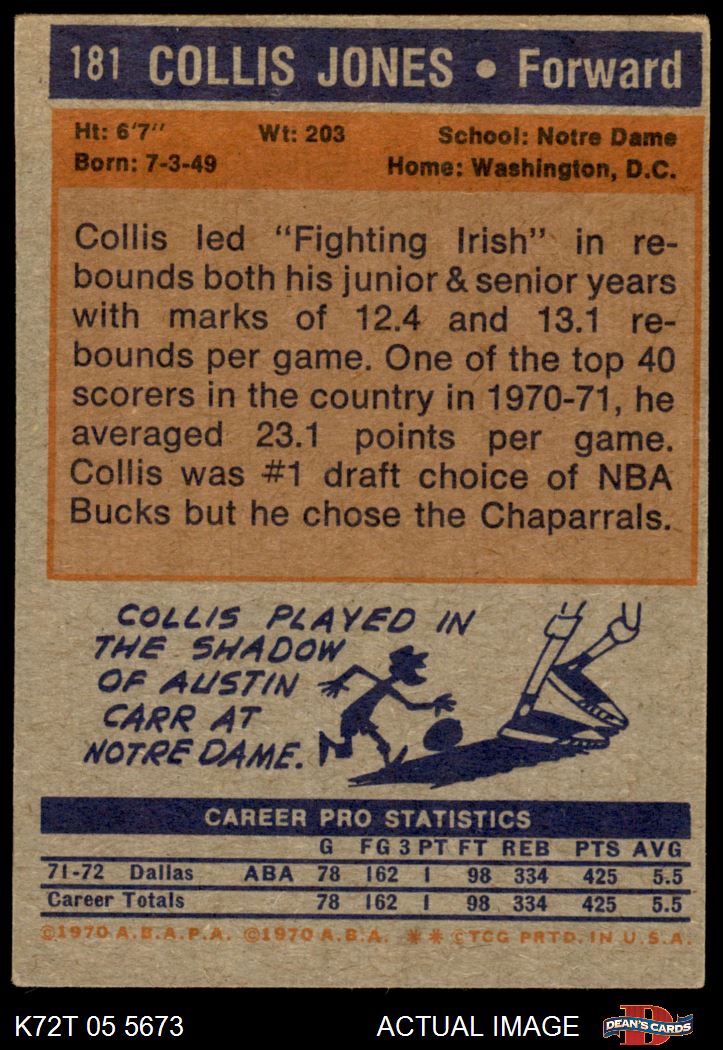 181 COLLIS JONES • Forward
Ht: 6'7" Wt: 203 School: Notre Dame
Born: 7-3-49 Home: Washington, D.C.
Collis led "Fighting Irish" in re-
bounds both his junior & senior years
with marks of 12.4 and 13.1 re-
bounds per game. One of the top 40
scorers in the country in 1970-71, he
averaged 23.1 points per game.
Collis was #1 draft choice of NBA
Bucks but he chose the Chaparrals.
COLLIS PLAYED IN
THE SHADOW
OF AUSTIN
CARR AT
NOTRE DAME.
CAREER PRO STATISTICS
G FG 3 PT FT REB PTS AVG
71-72 Dallas ABA 78 162 1 98 334 425 5.5
Career Totals 78 162 1 98 334 425 5.5
©1970 A.B.A.P.A. ©1970 A.B.A. ** ©TCG PRTD. IN U.S.A.
K72T 05 5673 ACTUAL IMAGE D DEAN'S CARDS